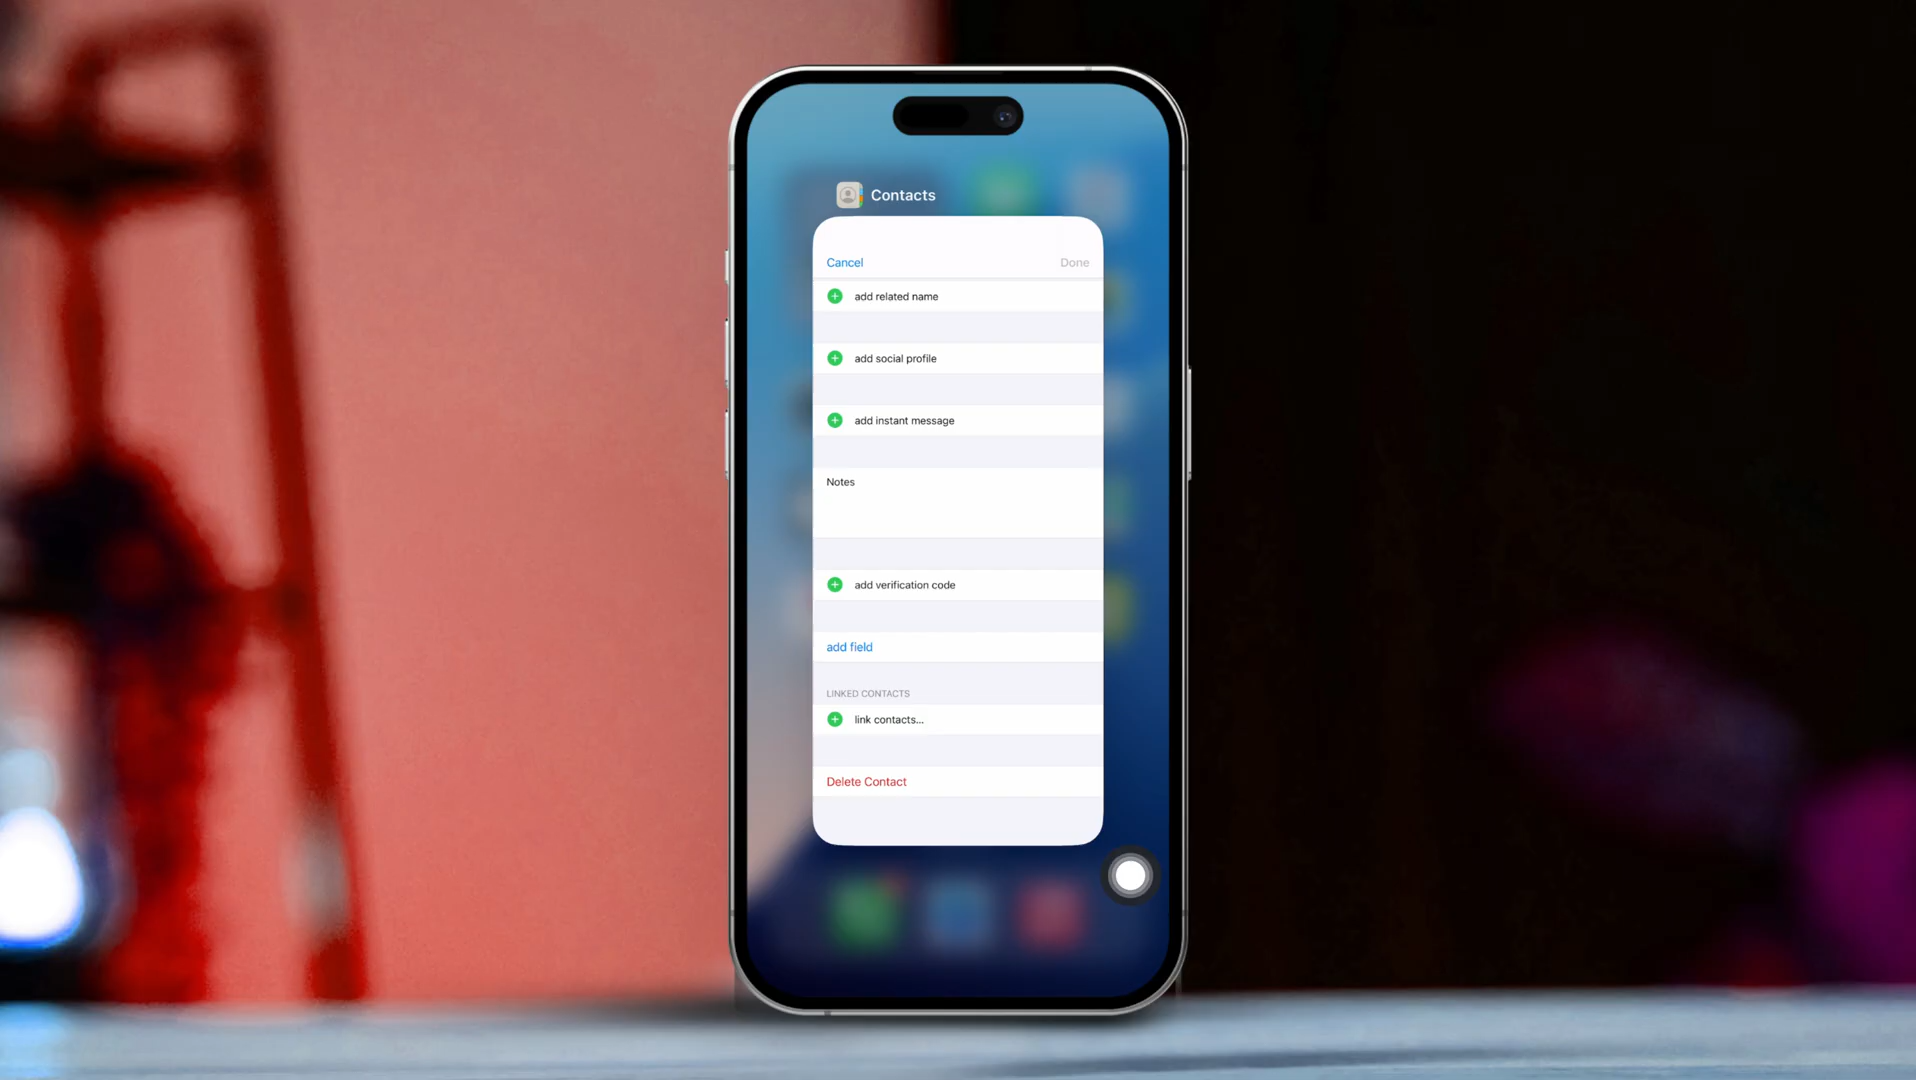 Contacts
Cancel Done
add related name
add social profile
add instant message
Notes
add verification code
add field
LINKED CONTACTS
link contacts...
Delete Contact